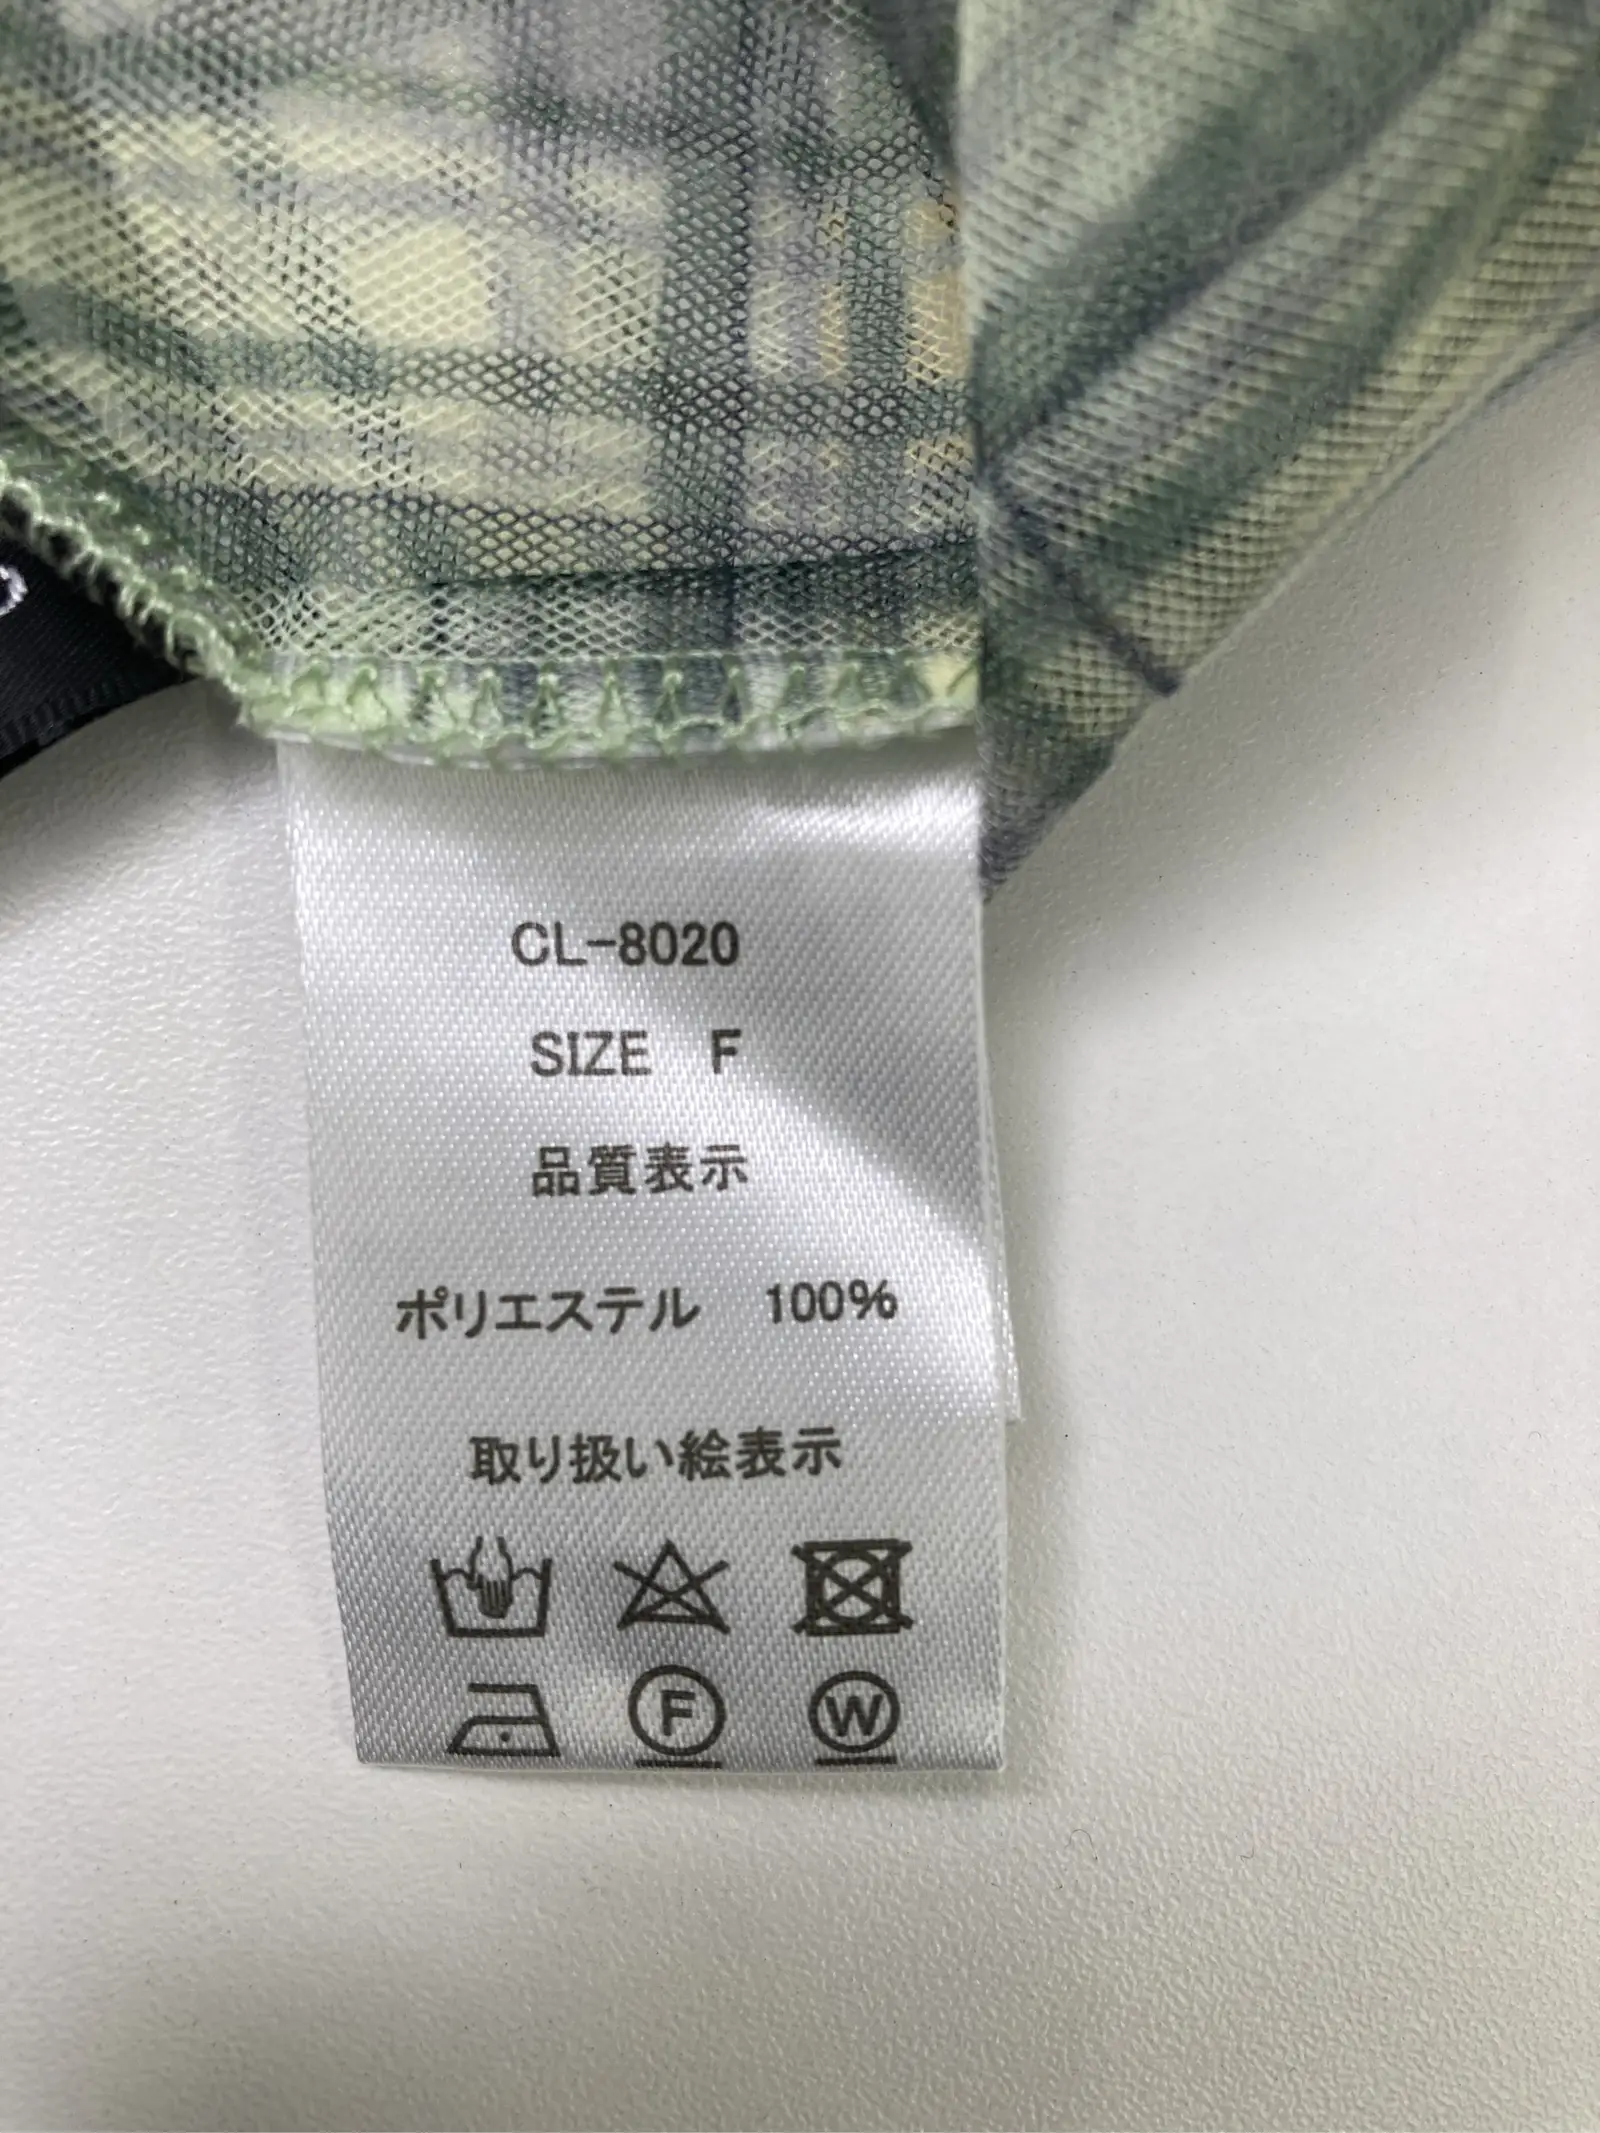 CL-8020
SIZE F
品質表示
ポリエステル 100%
取り扱い絵表示
F W